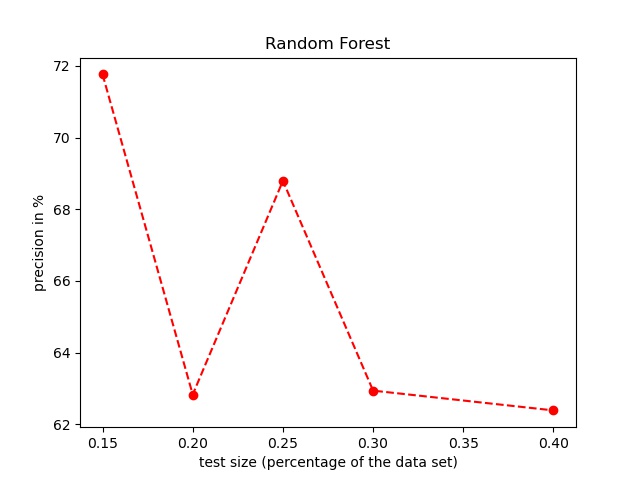 Random Forest
72
70
68
66
64
62
precision in %
0.15 0.20 0.25 0.30 0.35 0.40
test size (percentage of the data set)